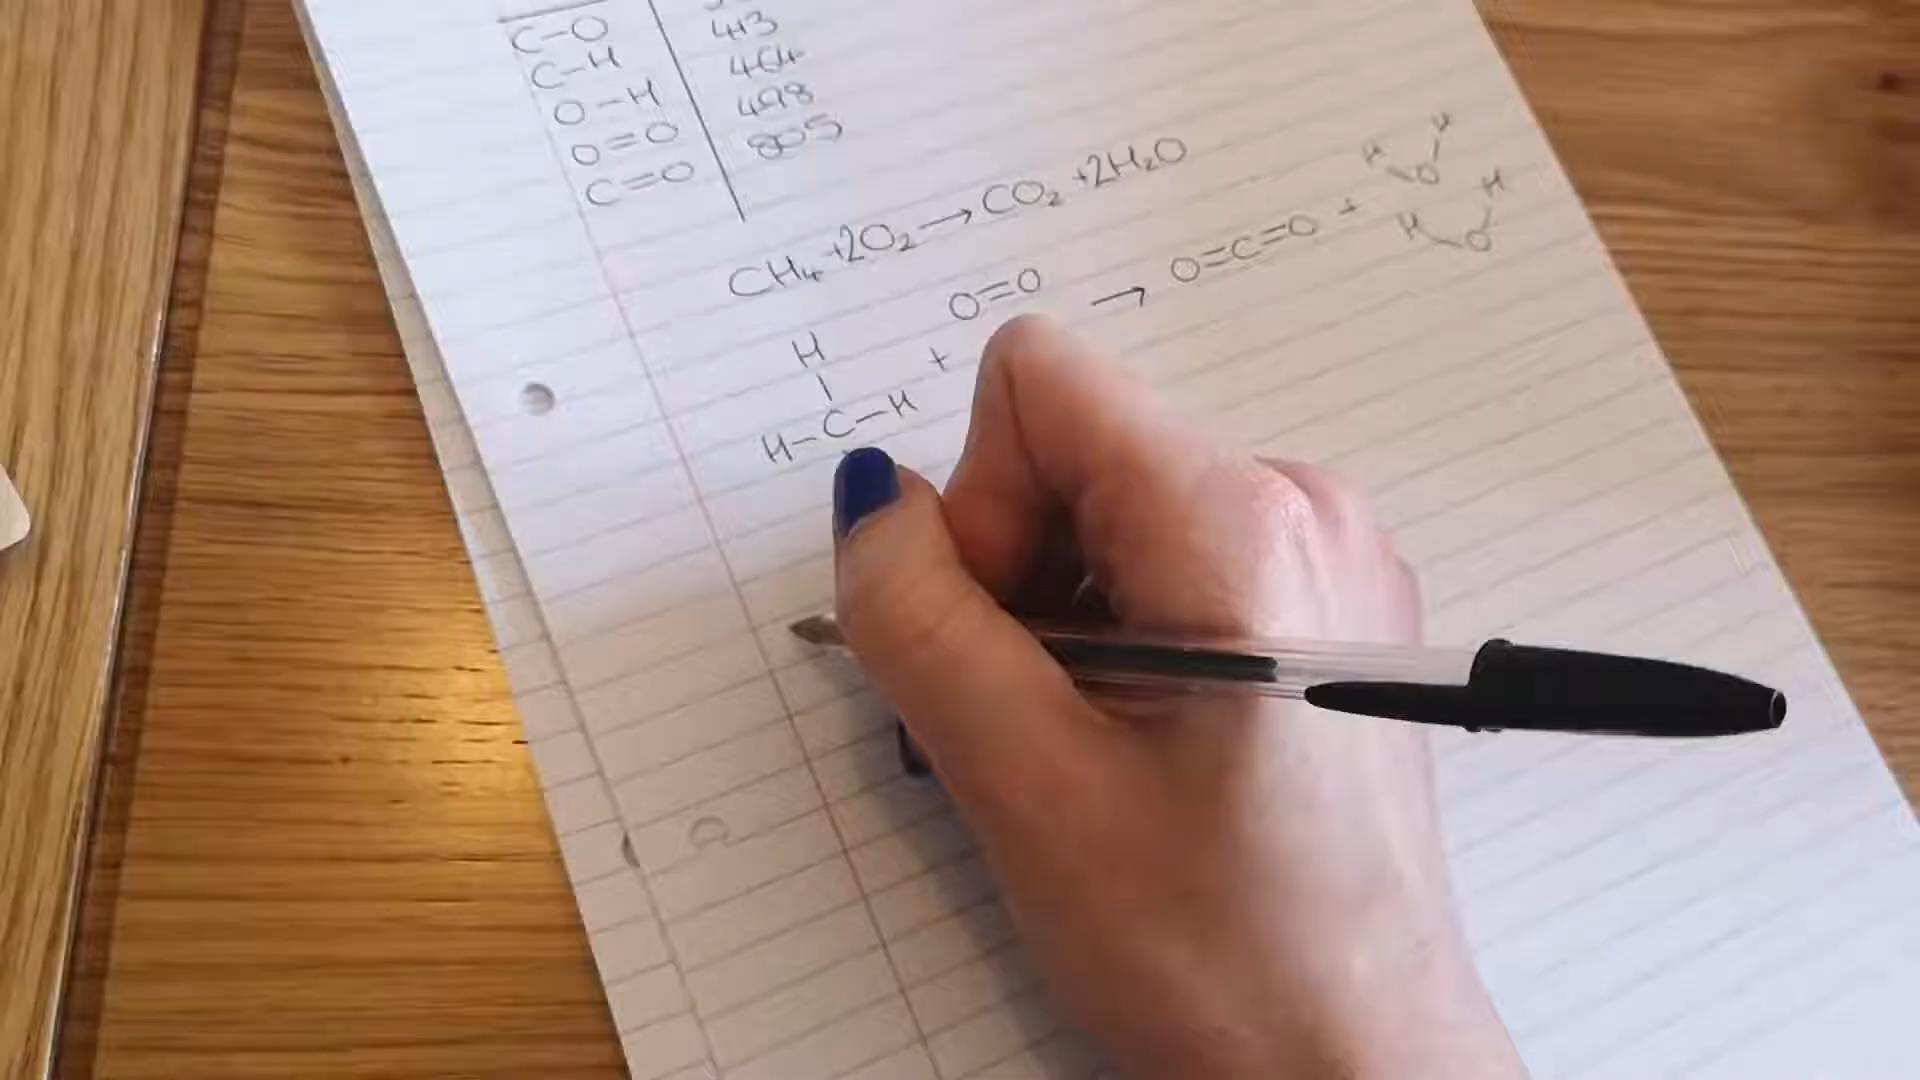 C-O
C-H 413
O-H 464
O=O 498
C=O 805
CH₄+2O₂→CO₂+2H₂O
H
|
H-C-H + O=O → O=C=O +
H O H
H O H